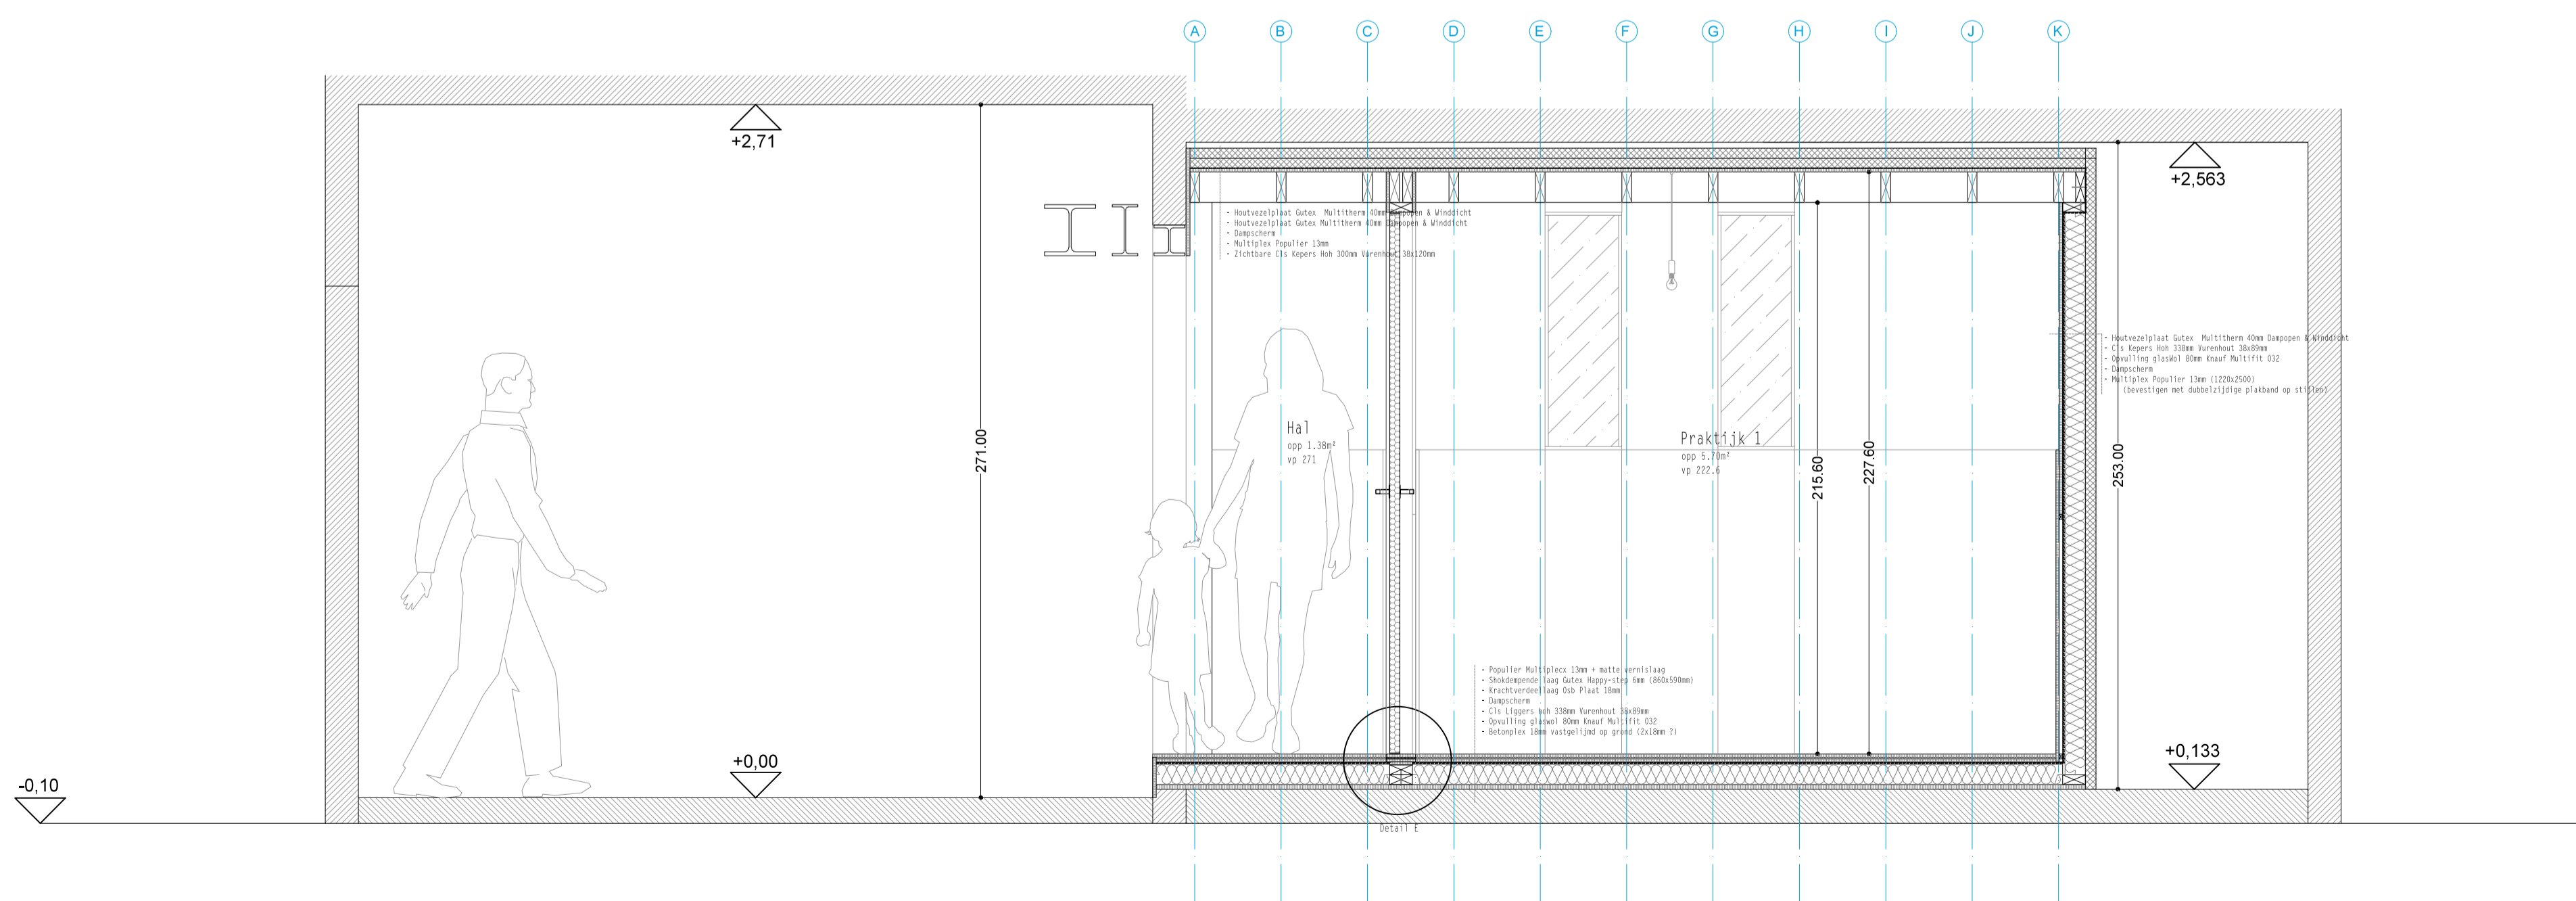 A B C D E F G H I J K
+2,71
+2,563
- Houtvezelplaat Gutex Multitherm 40mm Dampopen & Winddicht
- Houtvezelplaat Gutex Multitherm 40mm Dampopen & Winddicht
- Dampscherm
- Multiplex Populier 13mm
- Zichtbare Cls Kepers Hoh 300mm Vurenhout 38x120mm
- Houtvezelplaat Gutex Multitherm 40mm Dampopen & Winddicht
- Cls Kepers Hoh 338mm Vurenhout 38x89mm
- Opvulling glasWol 80mm Knauf Multifit 032
- Dampscherm
- Multiplex Populier 13mm (1220x2500)
(bevestigen met dubbelzijdige plakband op stijlen)
Hal
opp 1.38m²
vp 271
Praktijk 1
opp 5.70m²
vp 222.6
271.00
215.60
227.60
253.00
- Populier Multiplecx 13mm + matte vernislaag
- Shokdempende laag Gutex Happy-step 6mm (860x590mm)
- Krachtverdeellaag Osb Plaat 18mm
- Dampscherm
- Cls Liggers hoh 338mm Vurenhout 38x89mm
- Opvulling glaswol 80mm Knauf Multifit 032
- Betonplex 18mm vastgelijmd op grond (2x18mm ?)
+0,00
+0,133
-0,10
Detail E